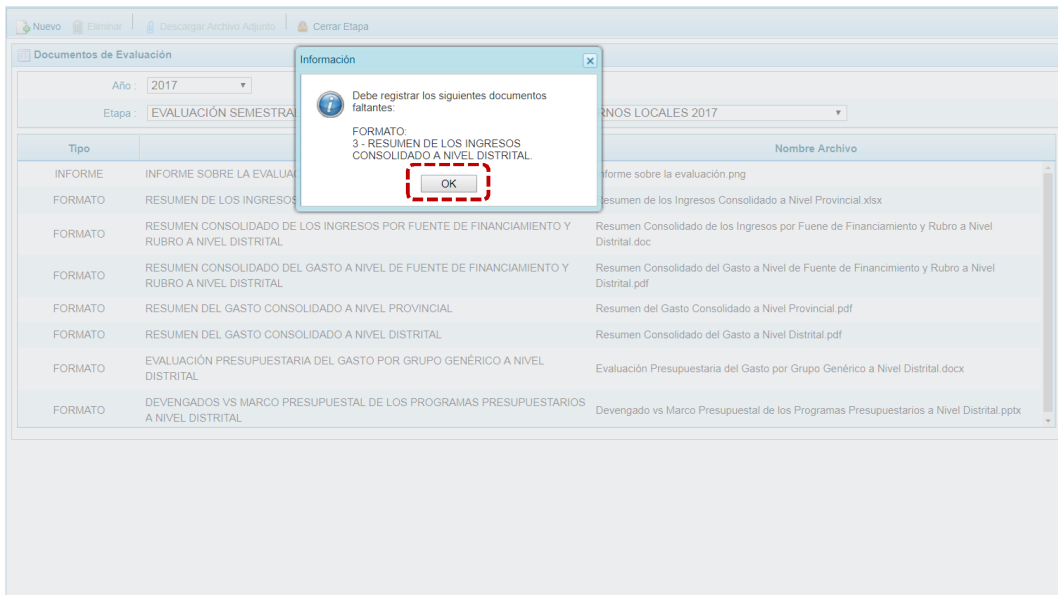 Nuevo Eliminar Descargar Archivo Adjunto Cerrar Etapa
Documentos de Evaluación
Información
Año : 2017
Etapa : EVALUACIÓN SEMESTRAL
RNOS LOCALES 2017
Debe registrar los siguientes documentos
faltantes:
FORMATO:
3 - RESUMEN DE LOS INGRESOS
CONSOLIDADO A NIVEL DISTRITAL.
OK
Tipo Nombre Archivo
INFORME INFORME SOBRE LA EVALUA nforme sobre la evaluación.png
FORMATO RESUMEN DE LOS INGRESOS esumen de los Ingresos Consolidado a Nivel Provincial.xlsx
FORMATO
RESUMEN CONSOLIDADO DE LOS INGRESOS POR FUENTE DE FINANCIAMIENTO Y
RUBRO A NIVEL DISTRITAL
Resumen Consolidado de los Ingresos por Fuene de Financiamiento y Rubro a Nivel
Distrital.doc
FORMATO
RESUMEN CONSOLIDADO DEL GASTO A NIVEL DE FUENTE DE FINANCIAMIENTO Y
RUBRO A NIVEL DISTRITAL
Resumen Consolidado del Gasto a Nivel de Fuente de Financimiento y Rubro a Nivel
Distrital.pdf
FORMATO RESUMEN DEL GASTO CONSOLIDADO A NIVEL PROVINCIAL Resumen del Gasto Consolidado a Nivel Provincial.pdf
FORMATO RESUMEN DEL GASTO CONSOLIDADO A NIVEL DISTRITAL Resumen Consolidado del Gasto a Nivel Distrital.pdf
FORMATO
EVALUACIÓN PRESUPUESTARIA DEL GASTO POR GRUPO GENÉRICO A NIVEL
DISTRITAL
Evaluación Presupuestaria del Gasto por Grupo Genérico a Nivel Distrital.docx
FORMATO
DEVENGADOS VS MARCO PRESUPUESTAL DE LOS PROGRAMAS PRESUPUESTARIOS
A NIVEL DISTRITAL
Devengado vs Marco Presupuestal de los Programas Presupuestarios a Nivel Distrital.pptx